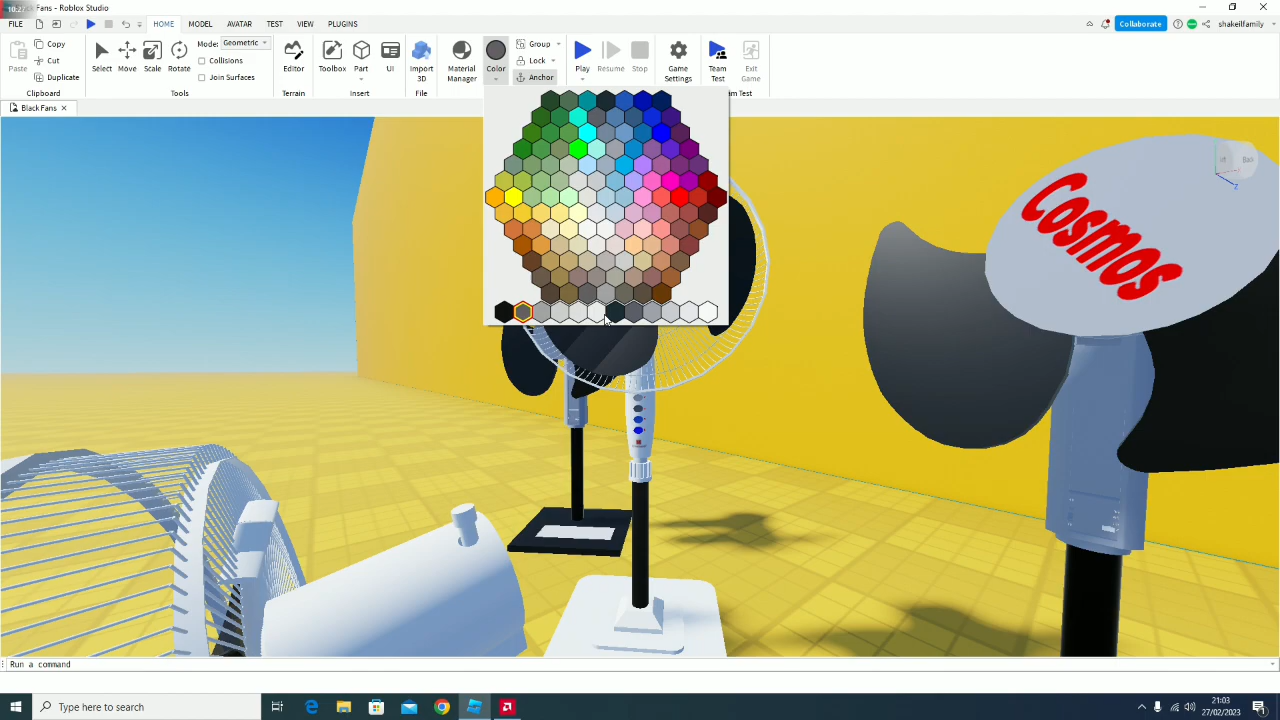 10:27
Fans - Roblox Studio
FILE HOME MODEL AVATAR TEST VIEW PLUGINS Collaborate shakeilfamily
Paste Copy Cut Duplicate Clipboard
Select Move Scale Rotate Mode: Geometric Collisions Join Surfaces Tools
Editor Terrain
Toolbox Part UI Insert
Import 3D File
Material Manager Color Group Lock Anchor
Play Resume Stop
Game Settings
Team Test Exit Game
m Test
Black Fans
Cosmos
Z
Run a command
Type here to search
21:03
27/02/2023